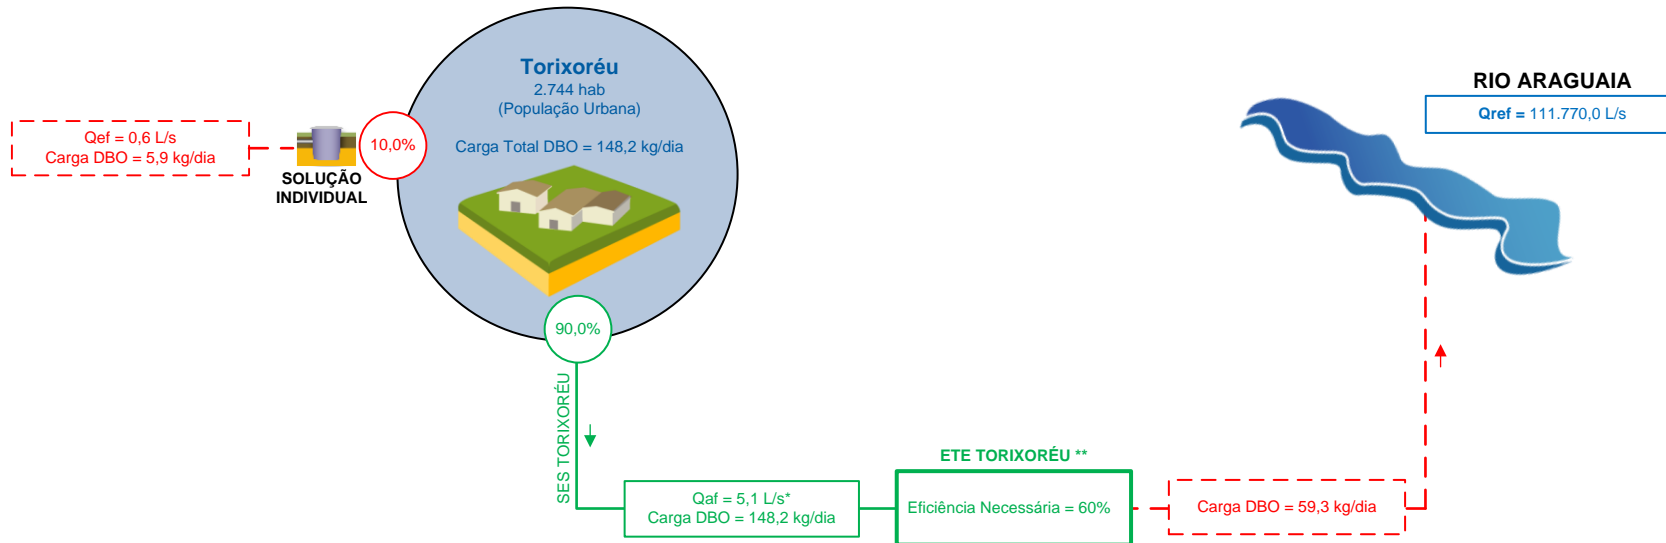 Torixoréu
2.744 hab
(População Urbana)
Carga Total DBO = 148,2 kg/dia
RIO ARAGUAIA
Qref = 111.770,0 L/s
Qef = 0,6 L/s
Carga DBO = 5,9 kg/dia
10,0%
SOLUÇÃO
INDIVIDUAL
90,0%
SES TORIXORÉU
Qaf = 5,1 L/s*
Carga DBO = 148,2 kg/dia
ETE TORIXORÉU **
Eficiência Necessária = 60%
Carga DBO = 59,3 kg/dia